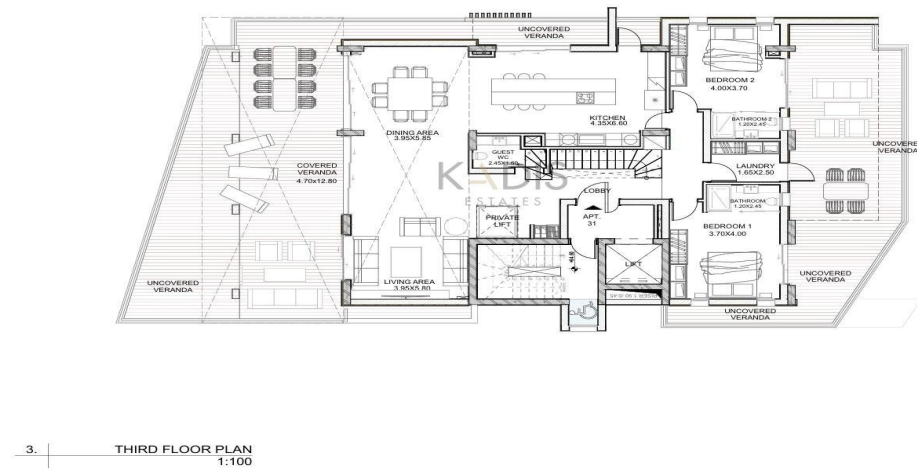 UNCOVERED
VERANDA
BEDROOM 2
4.00X3.70
KITCHEN
4.35X6.60
BATHROOM 2
1.20X2.45
DINING AREA
3.95X5.85
UNCOVERED
VERANDA
GUEST
WC
2.45X1.60
COVERED
VERANDA
4.70x12.80
LAUNDRY
1.65X2.50
KADIS
ESTATES
LOBBY
BATHROOM
1.20X2.45
PRIVATE
LIFT
APT.
31
BEDROOM 1
3.70X4.00
LIFT
UNCOVERED
VERANDA
LIVING AREA
3.95X5.80
UNCOVERED
VERANDA
UNCOVERED
VERANDA
3. THIRD FLOOR PLAN
1:100